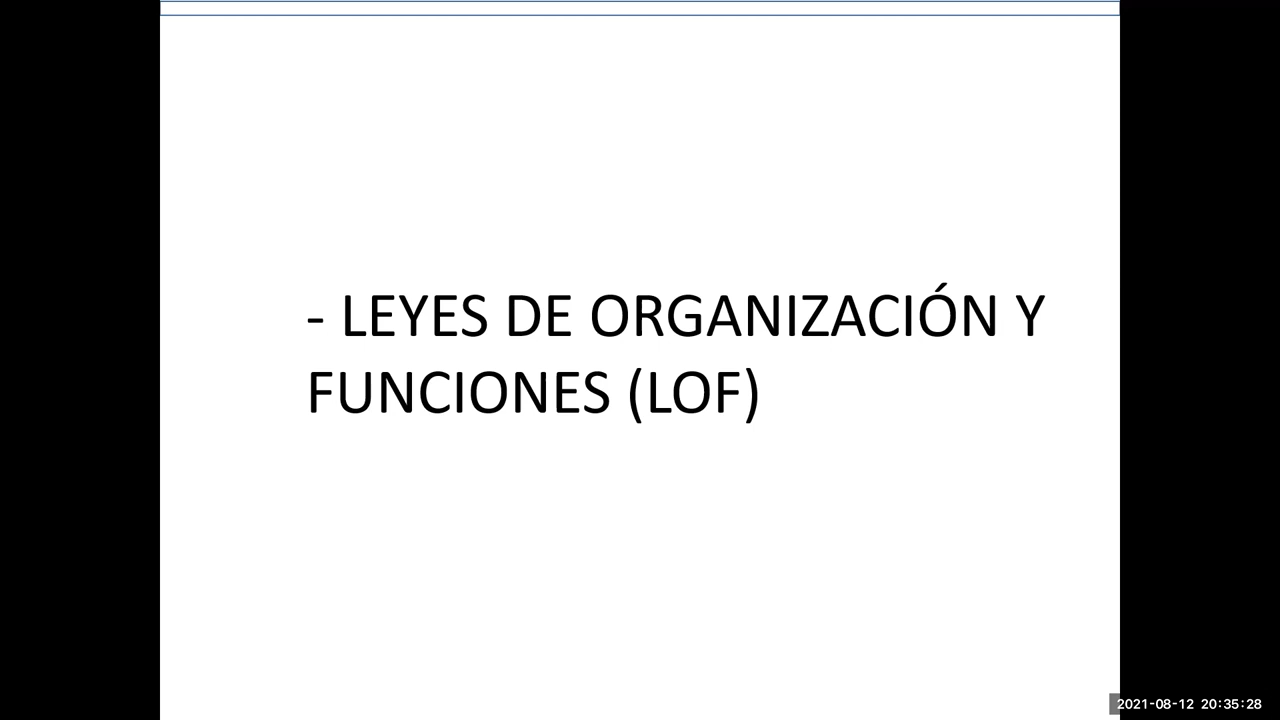 - LEYES DE ORGANIZACIÓN Y
FUNCIONES (LOF)
2021-08-12 20:35:28